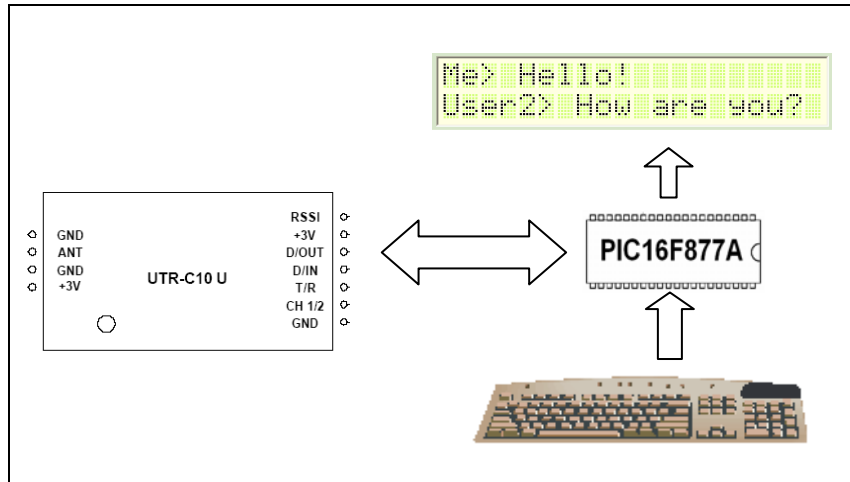 Me> Hello!
User2> How are you?
GND
ANT
GND
+3V
UTR-C10 U
RSSI
+3V
D/OUT
D/IN
T/R
CH 1/2
GND
PIC16F877A